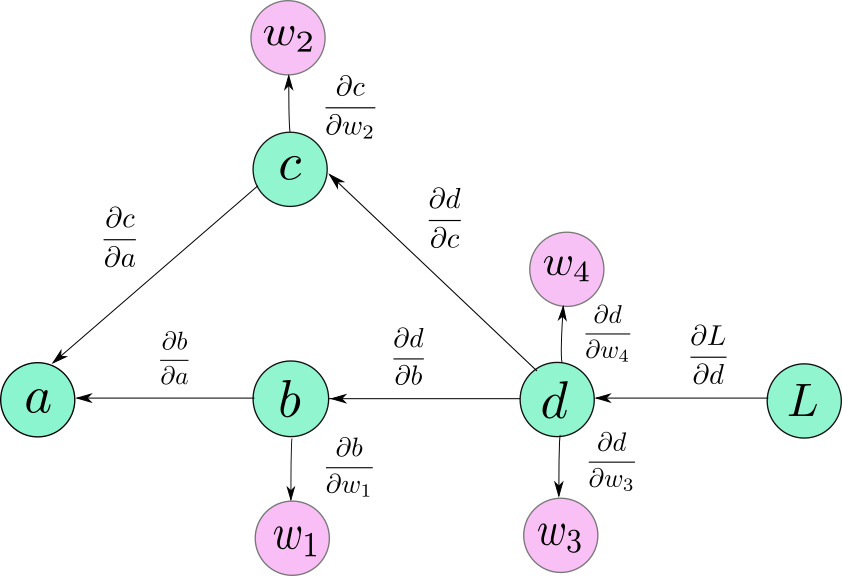 w₂
∂c/∂w₂
c
∂d/∂c
∂c/∂a
w₄
∂d/∂w₄
∂L/∂d
∂d/∂b
∂b/∂a
a
b
d
L
∂b/∂w₁
∂d/∂w₃
w₁
w₃